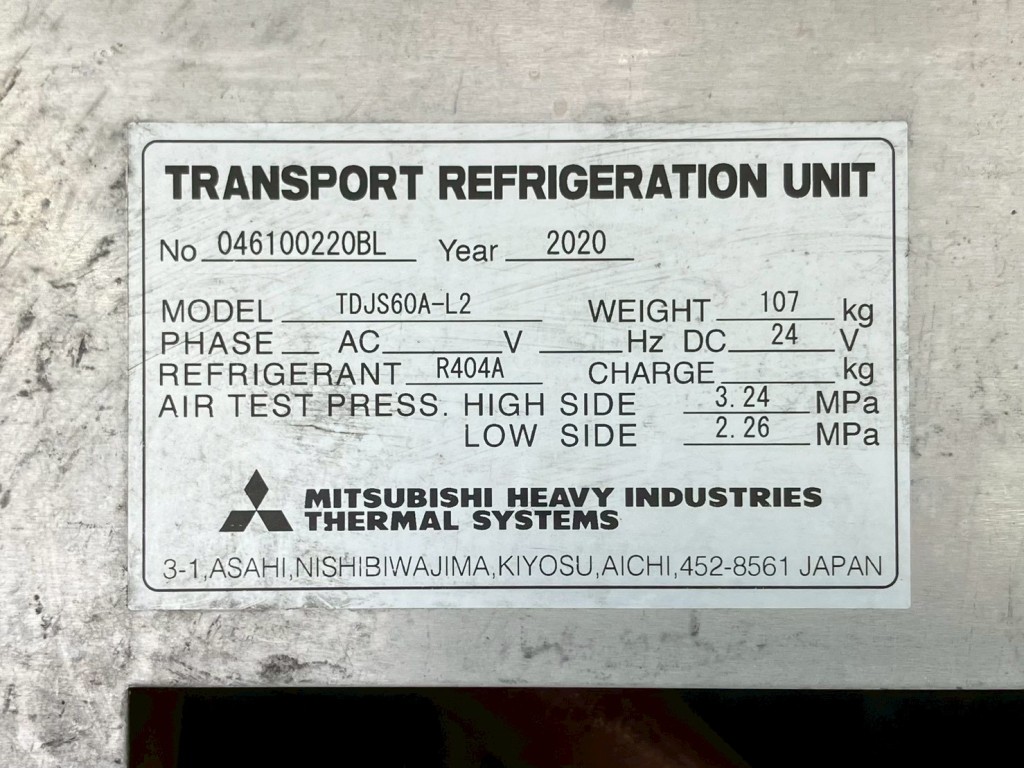 TRANSPORT REFRIGERATION UNIT
No 046100220BL Year 2020
MODEL TDJS60A-L2 WEIGHT 107 kg
PHASE AC V Hz DC 24 V
REFRIGERANT R404A CHARGE kg
AIR TEST PRESS. HIGH SIDE 3.24 MPa
LOW SIDE 2.26 MPa
MITSUBISHI HEAVY INDUSTRIES
THERMAL SYSTEMS
3-1,ASAHI,NISHIBIWAJIMA,KIYOSU,AICHI,452-8561 JAPAN